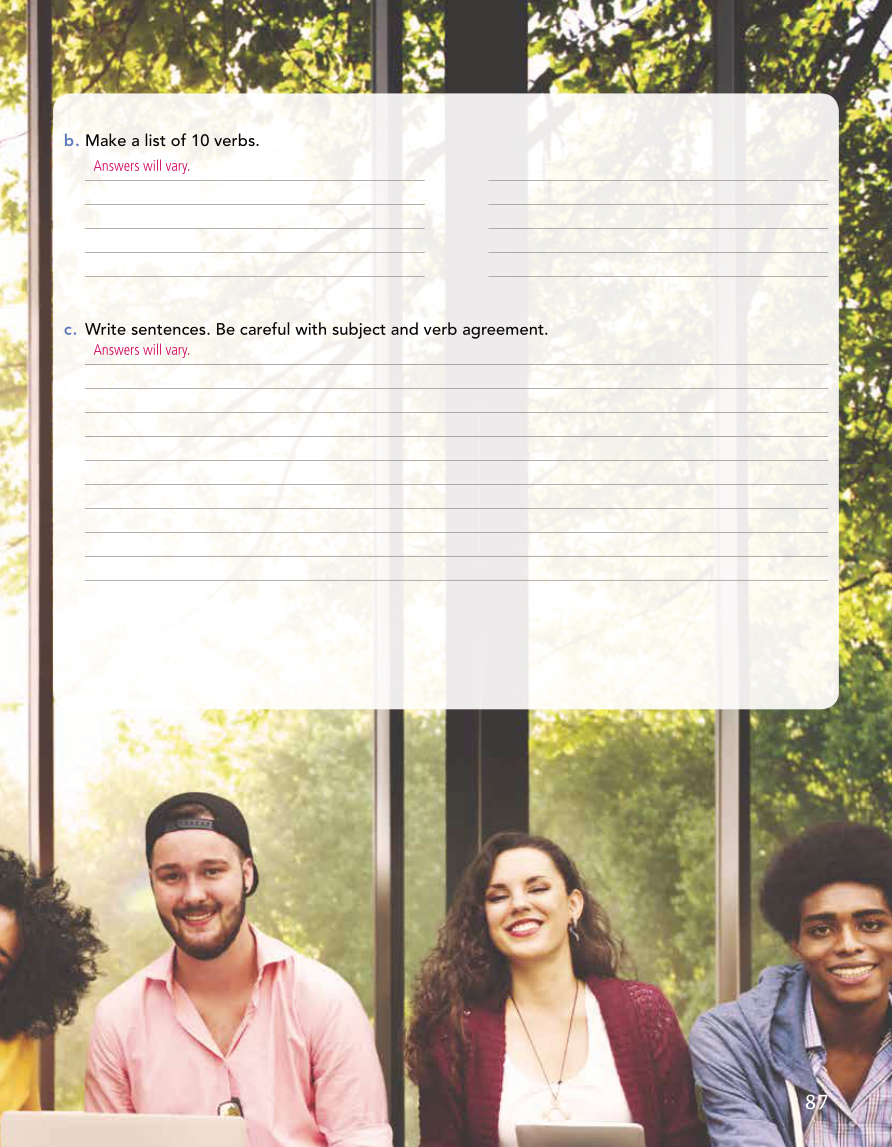 b. Make a list of 10 verbs.
Answers will vary.
c. Write sentences. Be careful with subject and verb agreement.
Answers will vary.
87